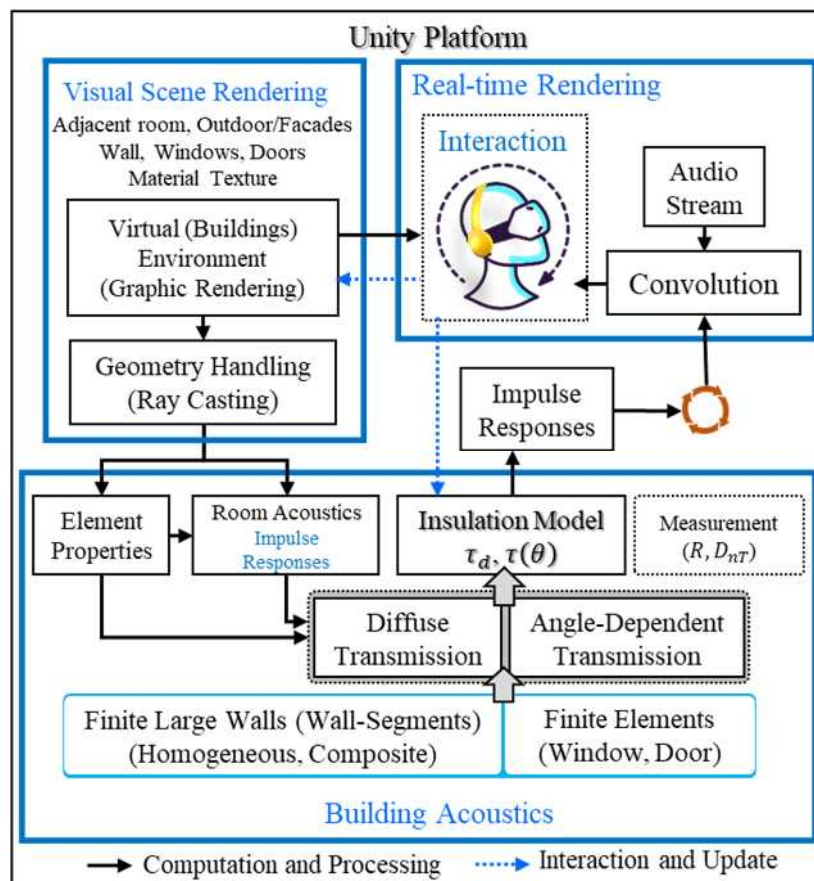 Unity Platform
Visual Scene Rendering
Adjacent room, Outdoor/Facades
Wall, Windows, Doors
Material Texture
Virtual (Buildings)
Environment
(Graphic Rendering)
Geometry Handling
(Ray Casting)
Real-time Rendering
Interaction
Audio
Stream
Convolution
Impulse
Responses
Element
Properties
Room Acoustics
Impulse
Responses
Insulation Model
τ_d, τ(θ)
Measurement
(R, D_nT)
Diffuse
Transmission
Angle-Dependent
Transmission
Finite Large Walls (Wall-Segments)
(Homogeneous, Composite)
Finite Elements
(Window, Door)
Building Acoustics
Computation and Processing
Interaction and Update